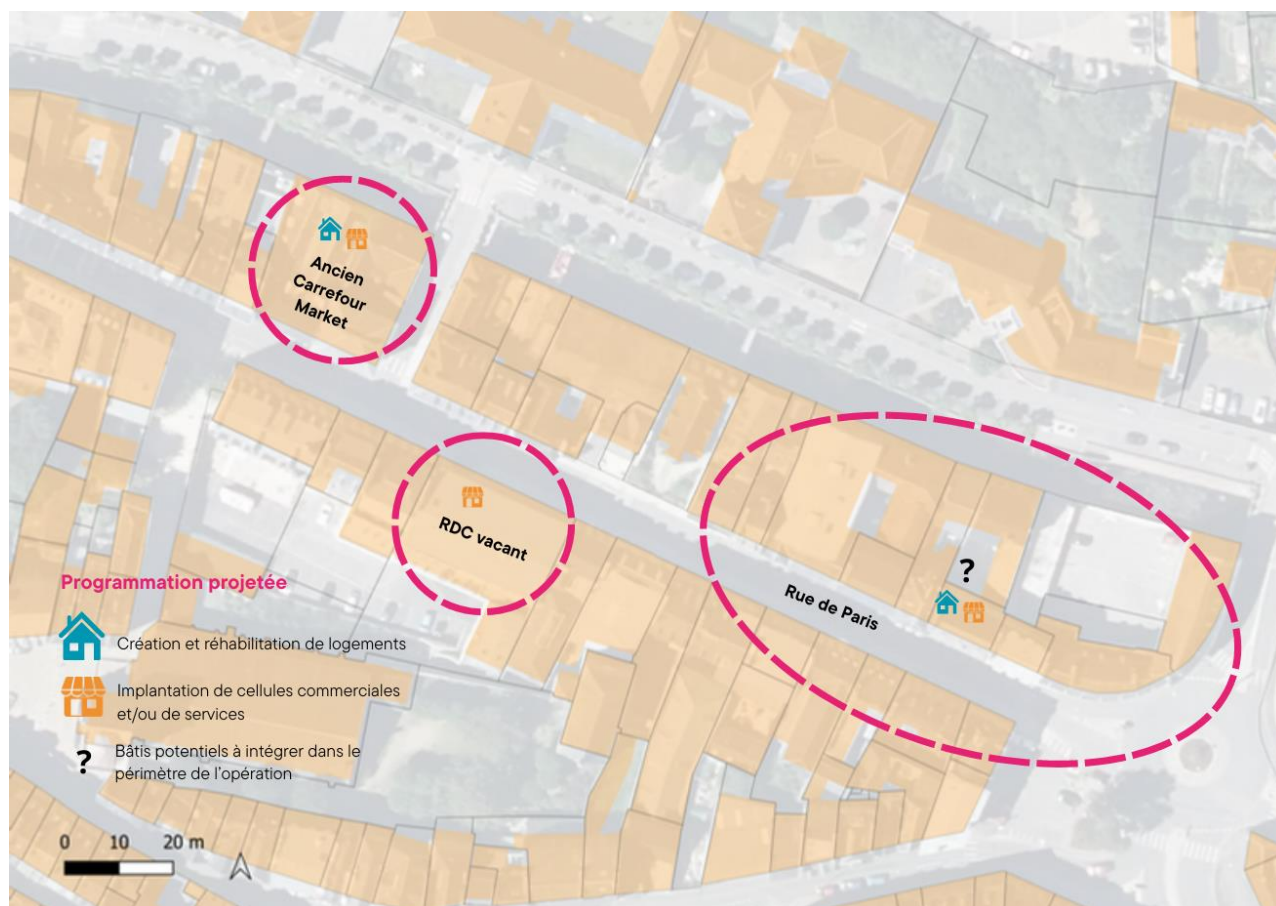 Ancien
Carrefour
Market
RDC vacant
?
Rue de Paris
Programmation projetée
Création et réhabilitation de logements
Implantation de cellules commerciales
et/ou de services
?
Bâtis potentiels à intégrer dans le
périmètre de l'opération
0 10 20 m